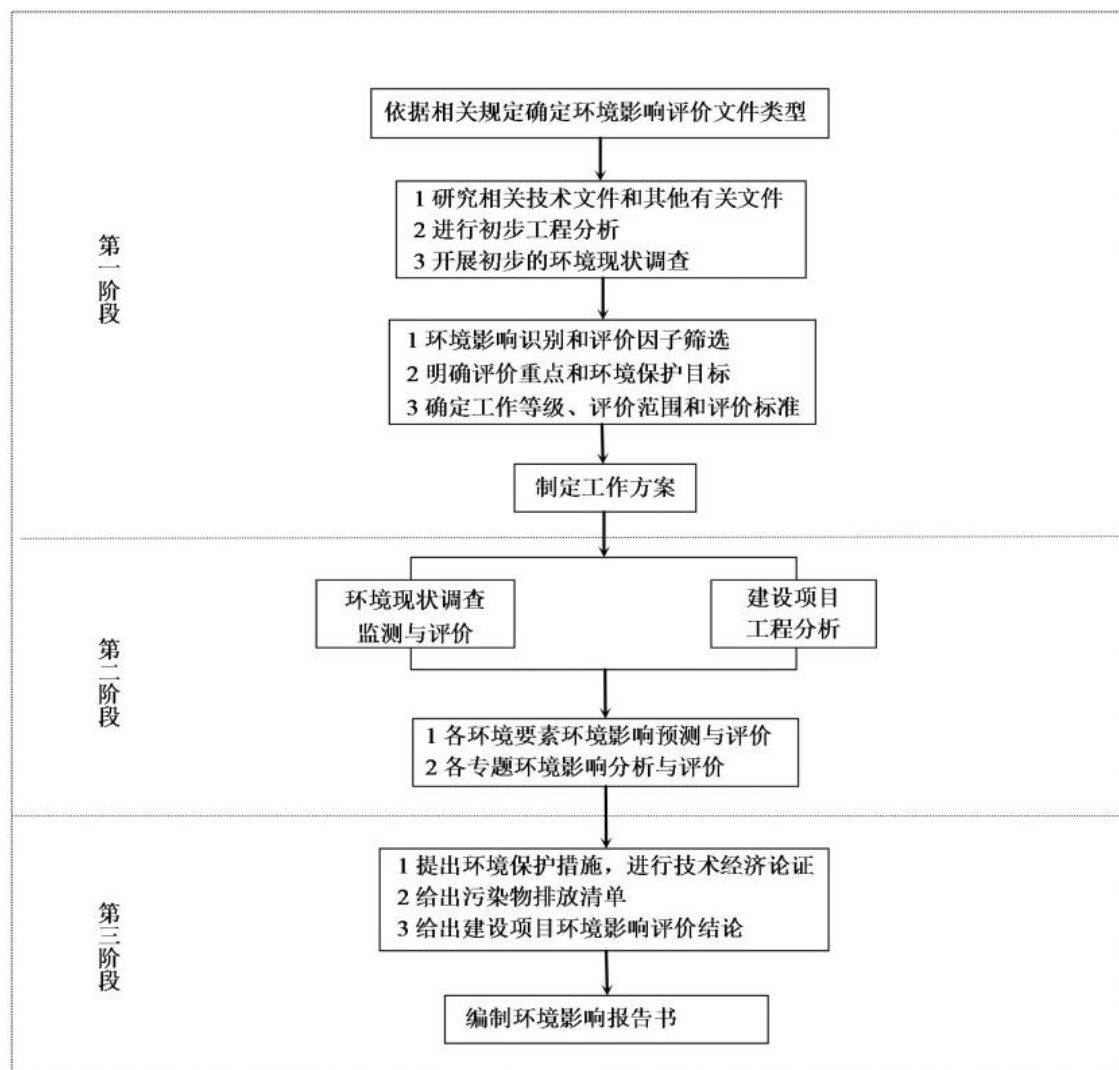 依据相关规定确定环境影响评价文件类型
第一阶段
1 研究相关技术文件和其他有关文件
2 进行初步工程分析
3 开展初步的环境现状调查
1 环境影响识别和评价因子筛选
2 明确评价重点和环境保护目标
3 确定工作等级、评价范围和评价标准
制定工作方案
第二阶段
环境现状调查
监测与评价
建设项目
工程分析
1 各环境要素环境影响预测与评价
2 各专题环境影响分析与评价
第三阶段
1 提出环境保护措施，进行技术经济论证
2 给出污染物排放清单
3 给出建设项目环境影响评价结论
编制环境影响报告书